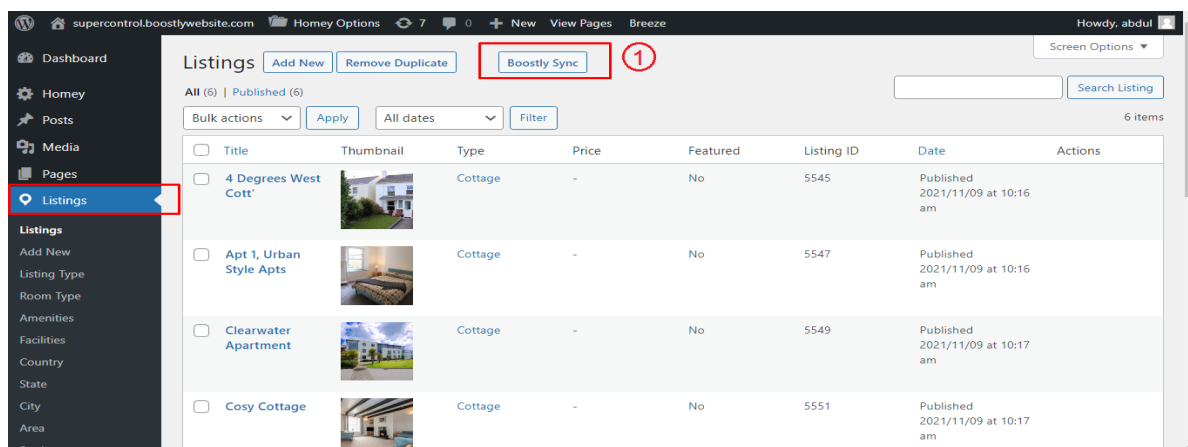 supercontrol.boostlywebsite.com Homey Options 7 0 + New View Pages Breeze Howdy, abdul
Screen Options ▼
Dashboard
Homey
Posts
Media
Pages
Listings
Listings
Add New
Listing Type
Room Type
Amenities
Facilities
Country
State
City
Area
Listings Add New Remove Duplicate Boostly Sync 1
All (6) | Published (6)
Search Listing
Bulk actions Apply All dates Filter 6 items
Title Thumbnail Type Price Featured Listing ID Date Actions
4 Degrees West Cottage - No 5545 Published
Cott' 2021/11/09 at 10:16
am
Apt 1, Urban Cottage - No 5547 Published
Style Apts 2021/11/09 at 10:16
am
Clearwater Cottage - No 5549 Published
Apartment 2021/11/09 at 10:17
am
Cosy Cottage Cottage - No 5551 Published
2021/11/09 at 10:17
am